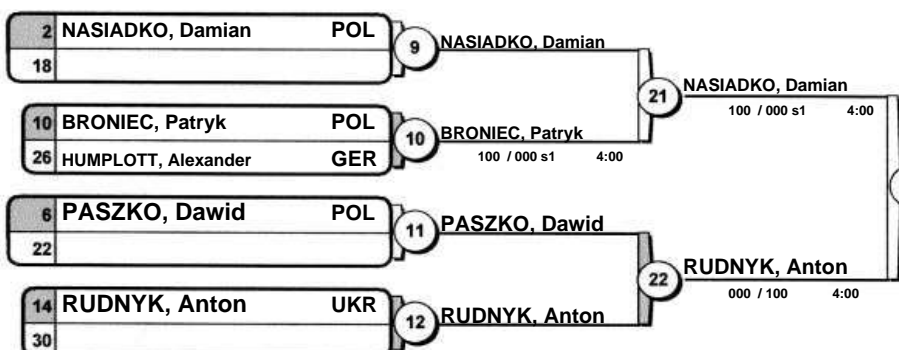 2 NASIADKO, Damian POL
18
9 NASIADKO, Damian
10 BRONIEC, Patryk POL
26 HUMPLOTT, Alexander GER
10 BRONIEC, Patryk
100 / 000 s1 4:00
21 NASIADKO, Damian
100 / 000 s1 4:00
6 PASZKO, Dawid POL
22
11 PASZKO, Dawid
14 RUDNYK, Anton UKR
30
12 RUDNYK, Anton
22 RUDNYK, Anton
000 / 100 4:00